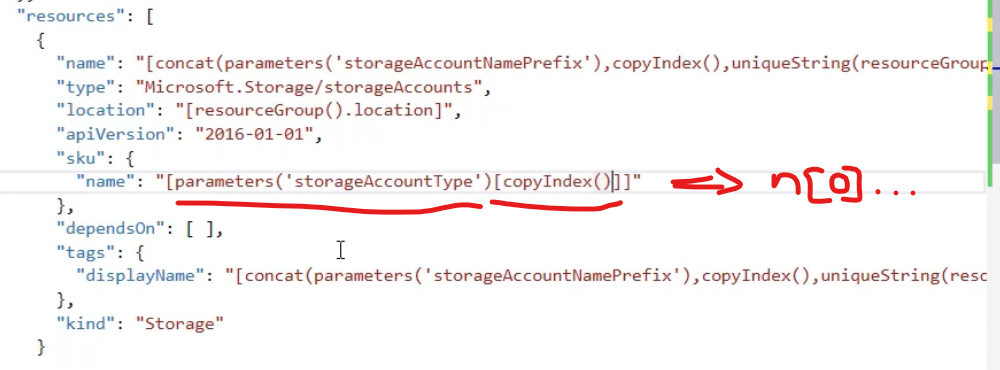 "resources": [
{
"name": "[concat(parameters('storageAccountNamePrefix'),copyIndex(),uniqueString(resourceGroup
"type": "Microsoft.Storage/storageAccounts",
"location": "[resourceGroup().location]",
"apiVersion": "2016-01-01",
"sku": {
"name": "[parameters('storageAccountType')[copyIndex()]]" <=> n[0]...
},
"dependsOn": [ ],
"tags": {
"displayName": "[concat(parameters('storageAccountNamePrefix'),copyIndex(),uniqueString(resc
},
"kind": "Storage"
}